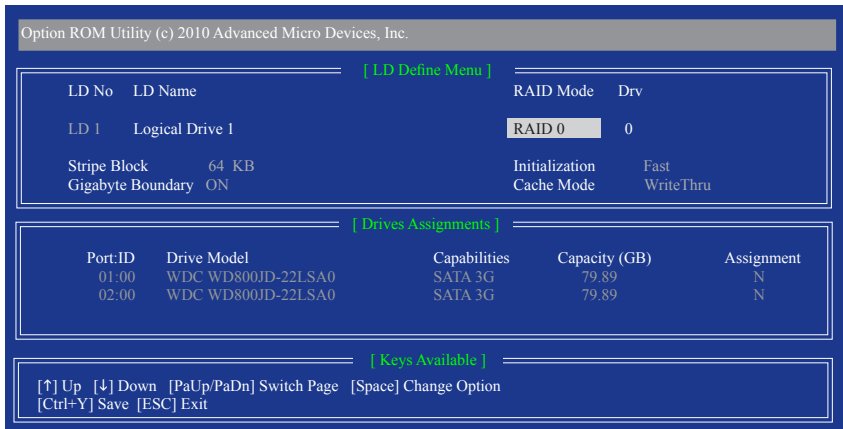 Option ROM Utility (c) 2010 Advanced Micro Devices, Inc.
[ LD Define Menu ]
LD No LD Name RAID Mode Drv
LD 1 Logical Drive 1 RAID 0 0
Stripe Block 64 KB Initialization Fast
Gigabyte Boundary ON Cache Mode WriteThru
[ Drives Assignments ]
Port:ID Drive Model Capabilities Capacity (GB) Assignment
01:00 WDC WD800JD-22LSA0 SATA 3G 79.89 N
02:00 WDC WD800JD-22LSA0 SATA 3G 79.89 N
[ Keys Available ]
[↑] Up [↓] Down [PaUp/PaDn] Switch Page [Space] Change Option
[Ctrl+Y] Save [ESC] Exit